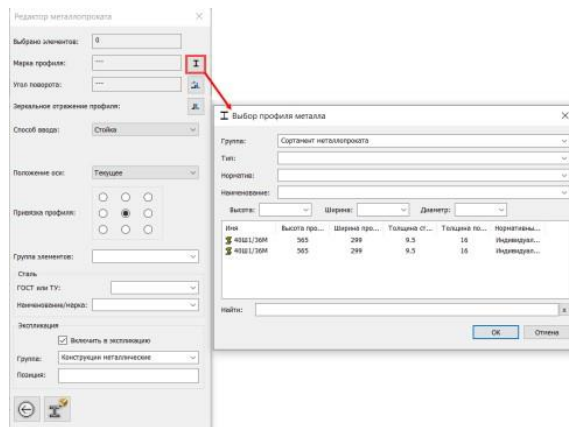 Редактор металлопроката
Выбрано элементов: 0
Марка профиля: ---
Угол поворота: ---
Зеркальное отражение профиля:
Способ ввода: Стойка
Положение оси: Текущее
Привязка профиля:
Группа элементов:
Сталь
ГОСТ или ТУ:
Наименование/марка:
Экспликация
Включить в экспликацию
Группа: Конструкции металлические
Позиция:
Выбор профиля металла
Группа: Сортамент металлопроката
Тип:
Норматив:
Наименование:
Высота: Ширина: Диаметр:
Имя Высота про... Ширина про... Толщина ст... Толщина по... Нормативны...
40Ш1/36М 565 299 9.5 16 Индивидуал...
40Ш1/36М 565 299 9.5 16 Индивидуал...
Найти: x
ОК Отмена